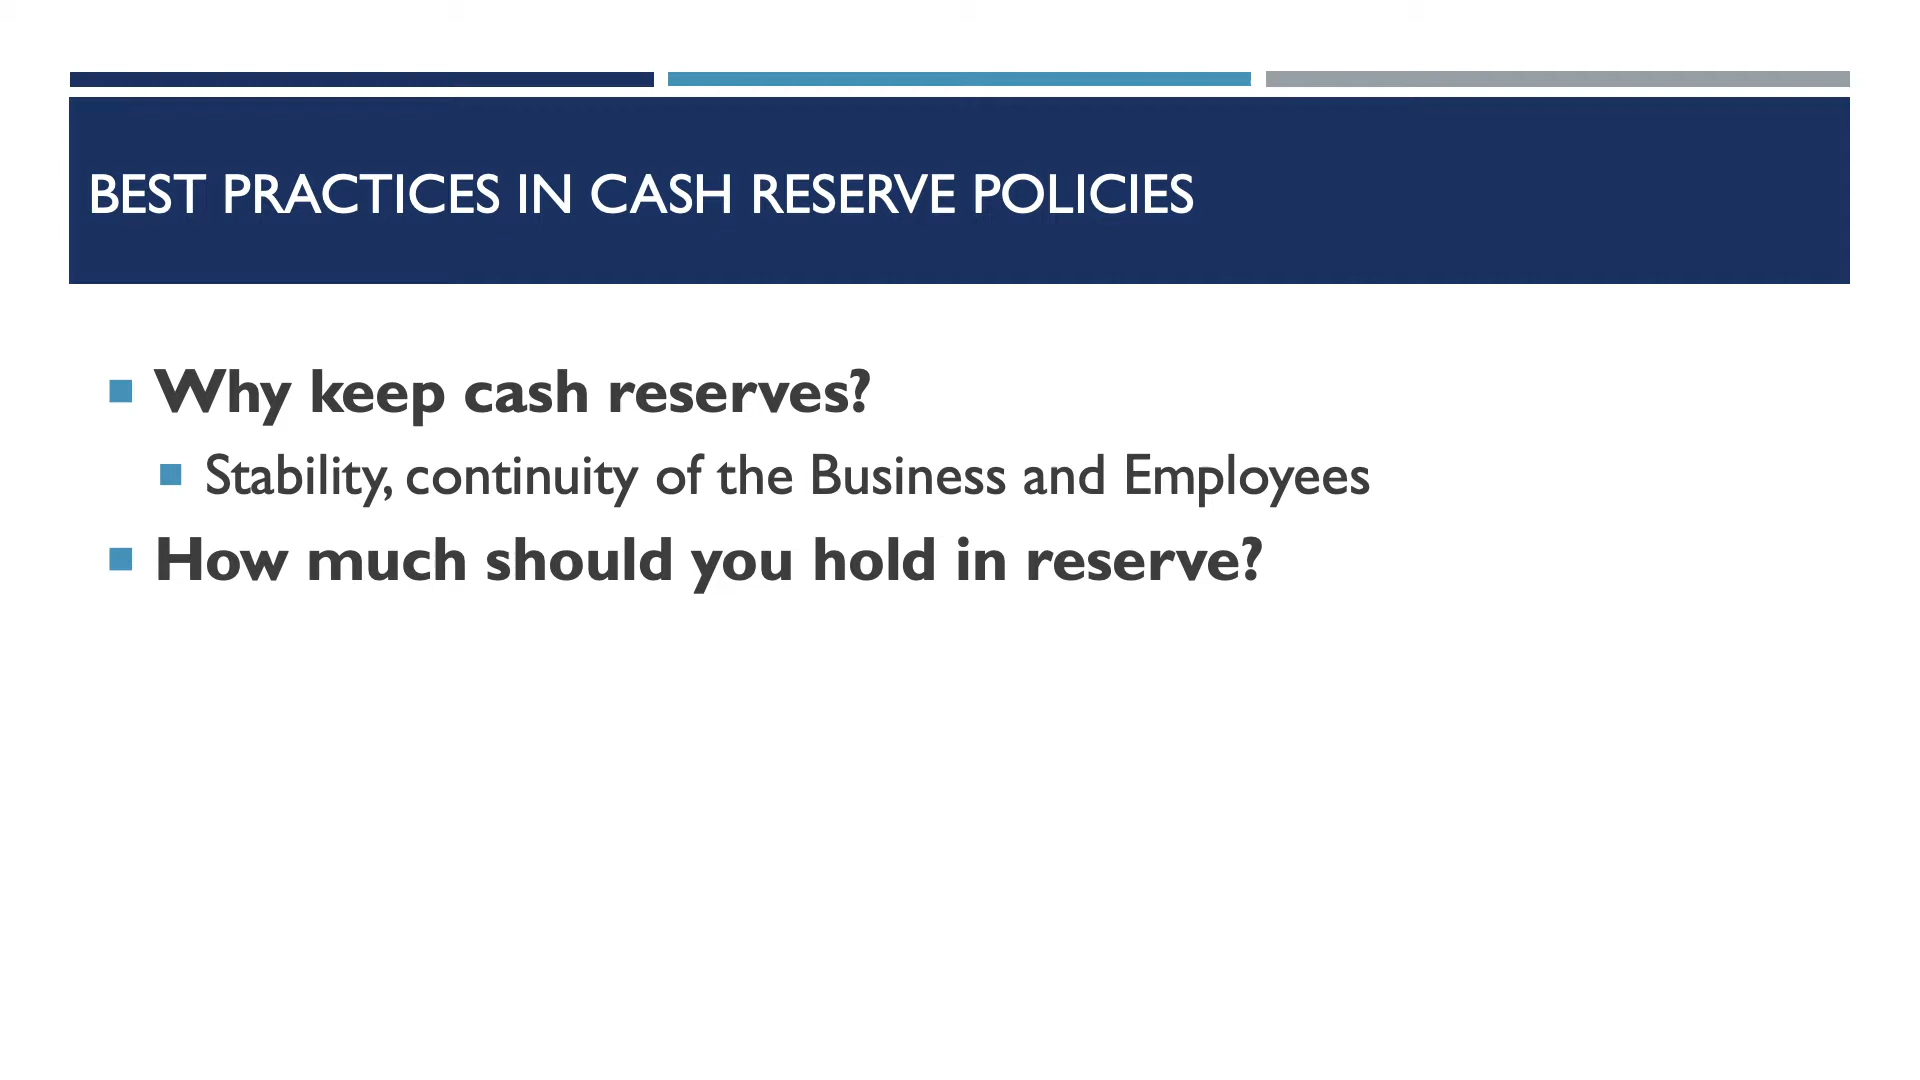 BEST PRACTICES IN CASH RESERVE POLICIES
Why keep cash reserves?
Stability, continuity of the Business and Employees
How much should you hold in reserve?